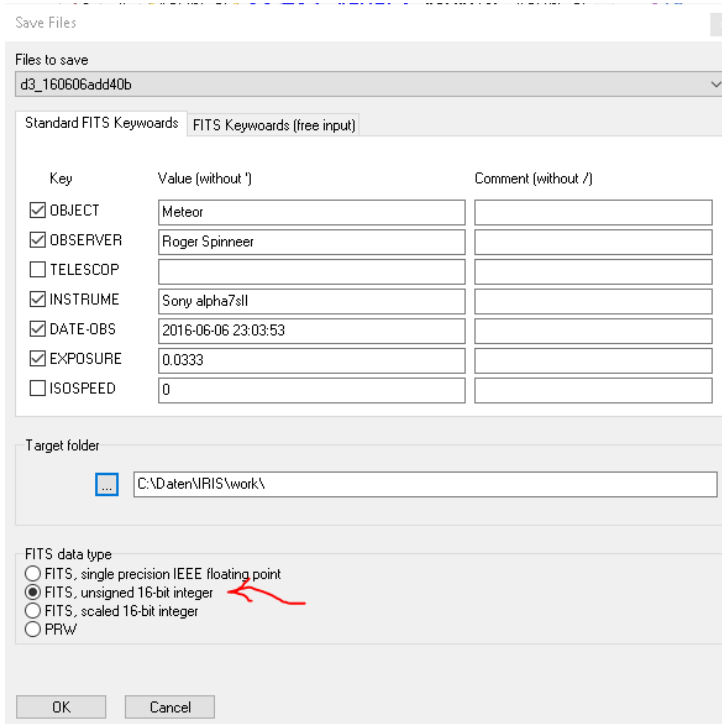 Save Files
Files to save
d3_160606add40b
Standard FITS Keywoards FITS Keywoards (free input)
Key Value (without ') Comment (without /)
OBJECT Meteor
OBSERVER Roger Spinneer
TELESCOP
INSTRUME Sony alpha7sII
DATE-OBS 2016-06-06 23:03:53
EXPOSURE 0.0333
ISOSPEED 0
Target folder
... C:\Daten\IRIS\work\
FITS data type
FITS, single precision IEEE floating point
FITS, unsigned 16-bit integer
FITS, scaled 16-bit integer
PRW
OK Cancel